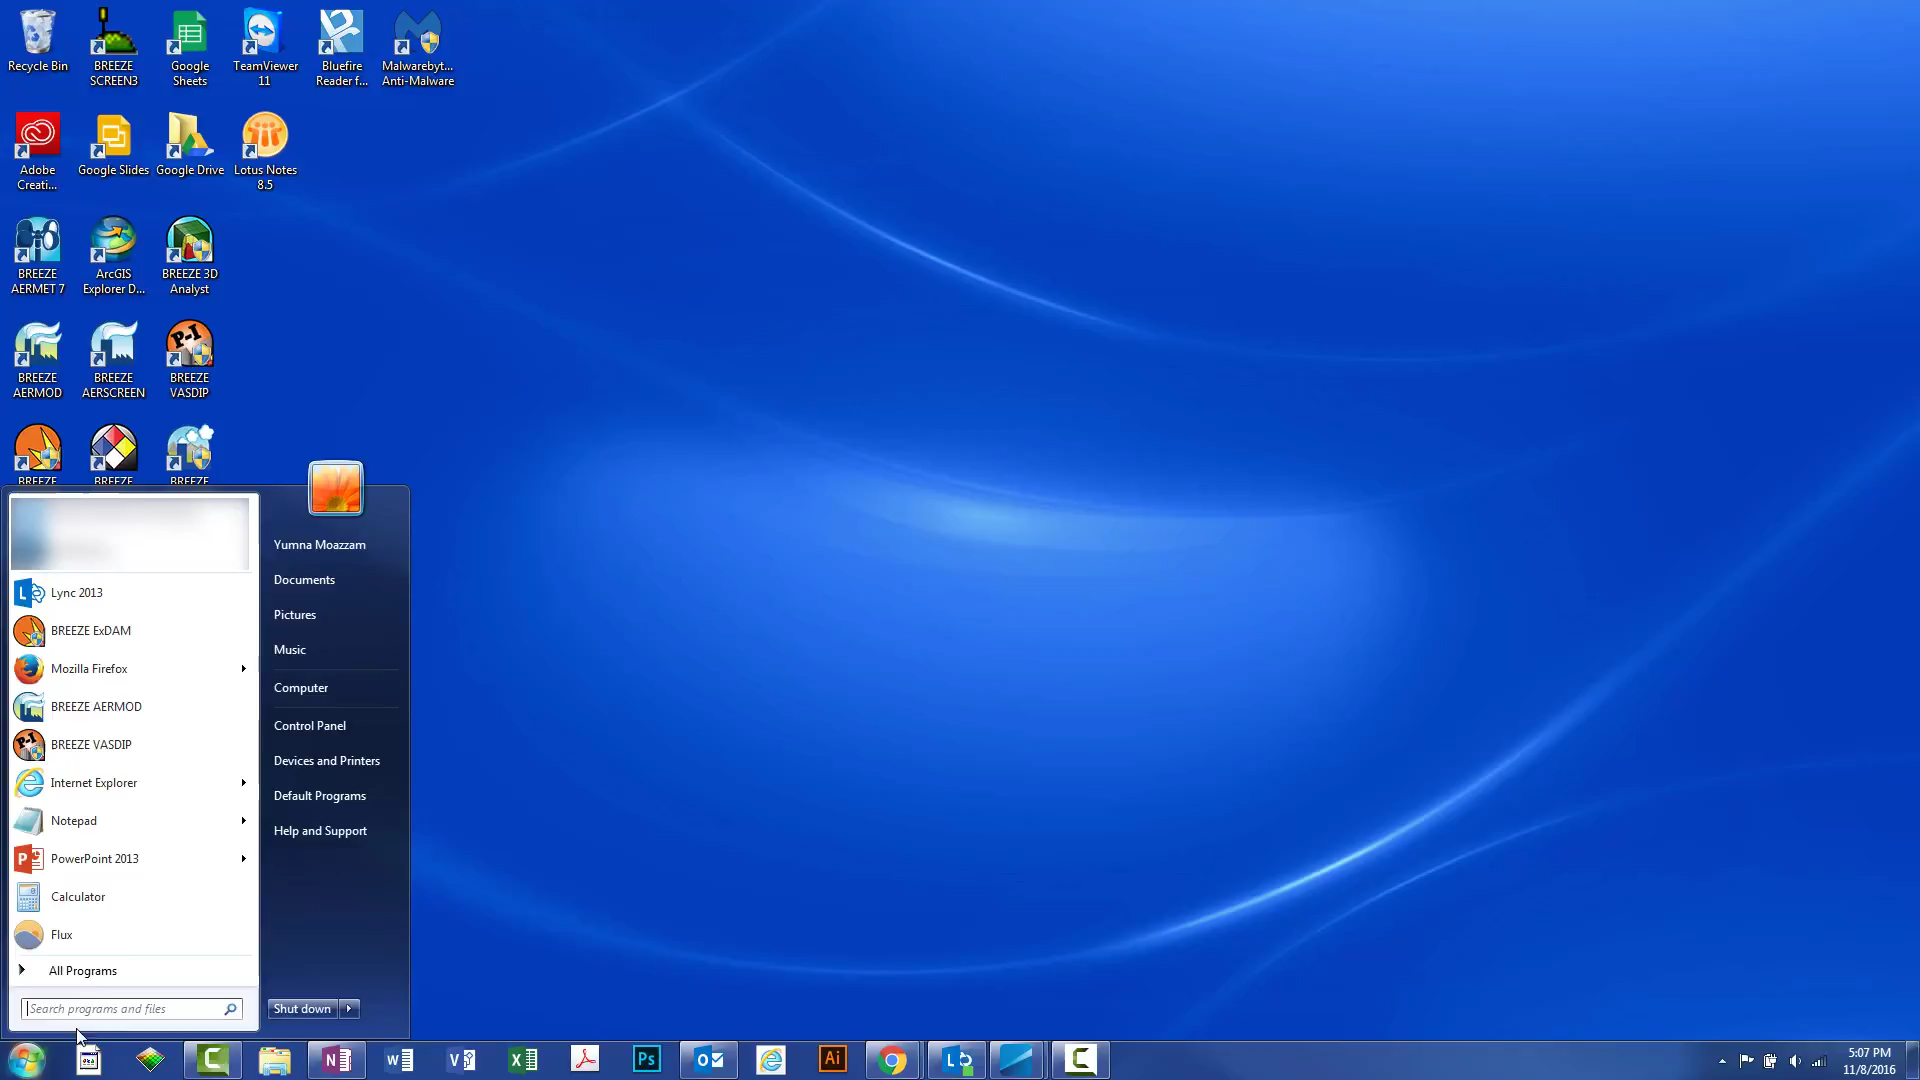 Recycle Bin
BREEZE
SCREEN3
Google
Sheets
TeamViewer
11
Bluefire
Reader f...
Malwarebyt...
Anti-Malware
Adobe
Creati...
Google Slides
Google Drive
Lotus Notes
8.5
BREEZE
AERMET 7
ArcGIS
Explorer D...
BREEZE 3D
Analyst
BREEZE
AERMOD
BREEZE
AERSCREEN
P-I
BREEZE
VASDIP
BREEZE
BREEZE
BREEZE
Lync 2013
BREEZE ExDAM
Mozilla Firefox
BREEZE AERMOD
BREEZE VASDIP
Internet Explorer
Notepad
PowerPoint 2013
Calculator
Flux
All Programs
Search programs and files
Yumna Moazzam
Documents
Pictures
Music
Computer
Control Panel
Devices and Printers
Default Programs
Help and Support
Shut down
Ps
Ai
5:07 PM
11/8/2016